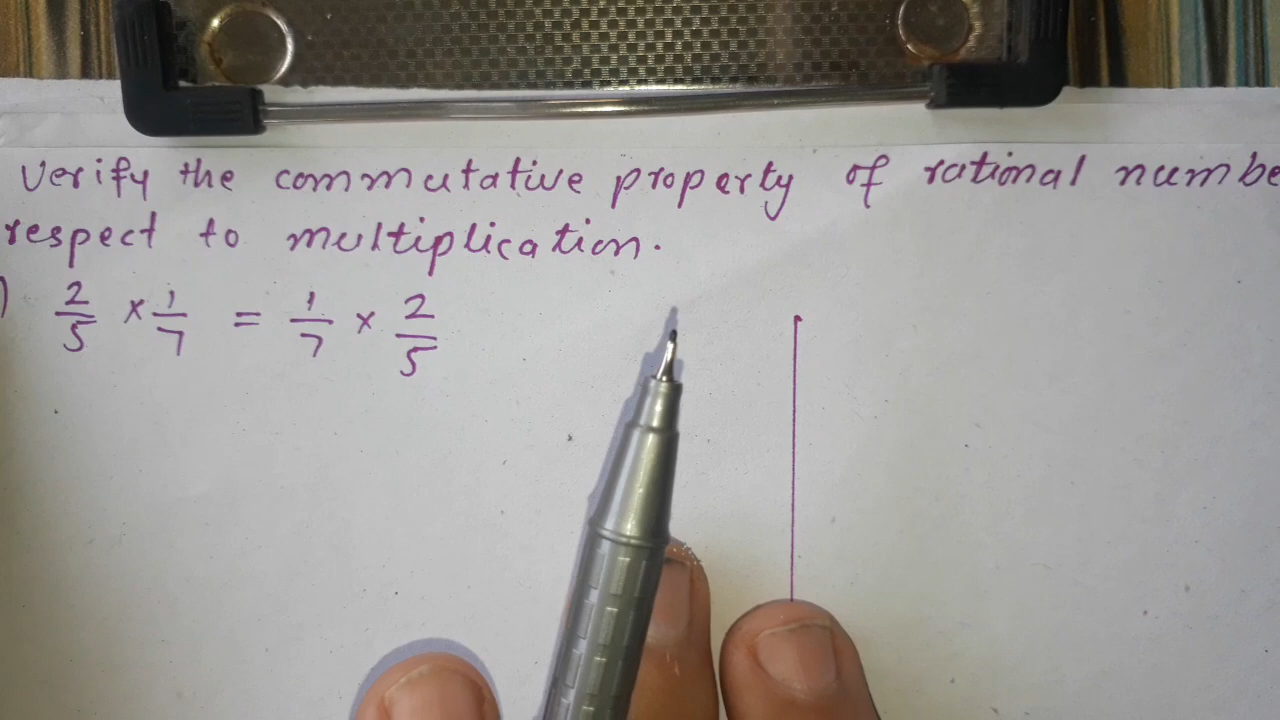 Verify the commutative property of rational numbe
respect to multiplication.
) 2/5 × 1/7 = 1/7 × 2/5